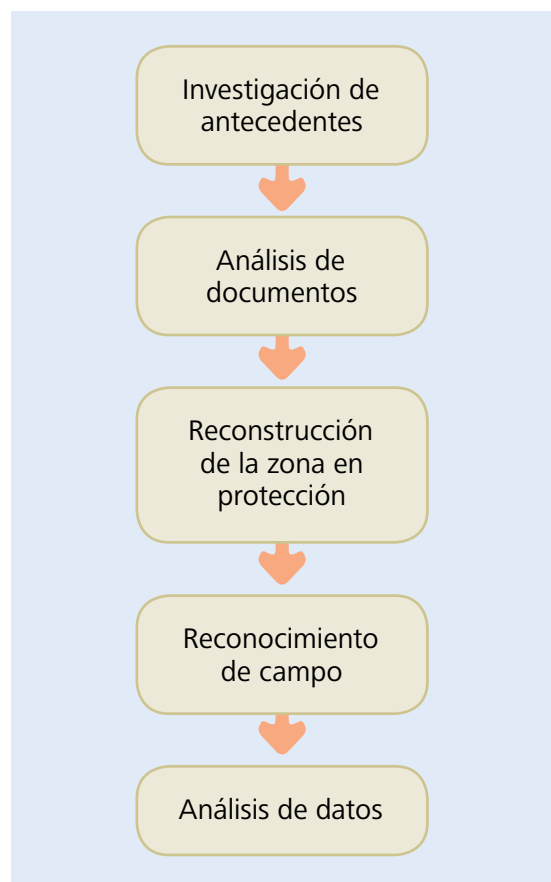 Investigación de
antecedentes
Análisis de
documentos
Reconstrucción
de la zona en
protección
Reconocimiento
de campo
Análisis de datos